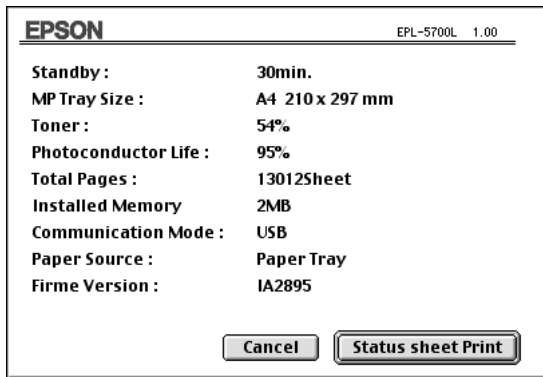 EPSON EPL-5700L 1.00
Standby : 30min.
MP Tray Size : A4 210 x 297 mm
Toner : 54%
Photoconductor Life : 95%
Total Pages : 13012Sheet
Installed Memory 2MB
Communication Mode : USB
Paper Source : Paper Tray
Firme Version : IA2895
Cancel Status sheet Print